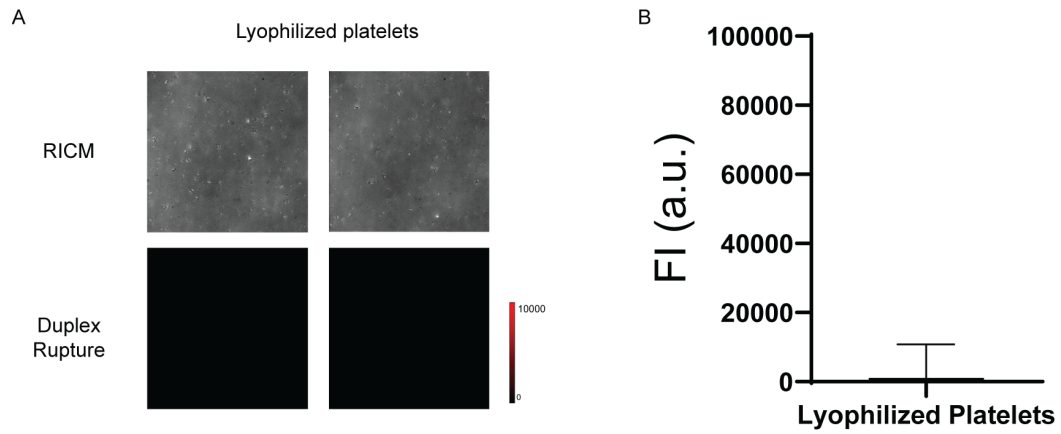 A
Lyophilized platelets
RICM
Duplex
Rupture
10000
0
B
FI (a.u.)
100000
80000
60000
40000
20000
0
Lyophilized Platelets